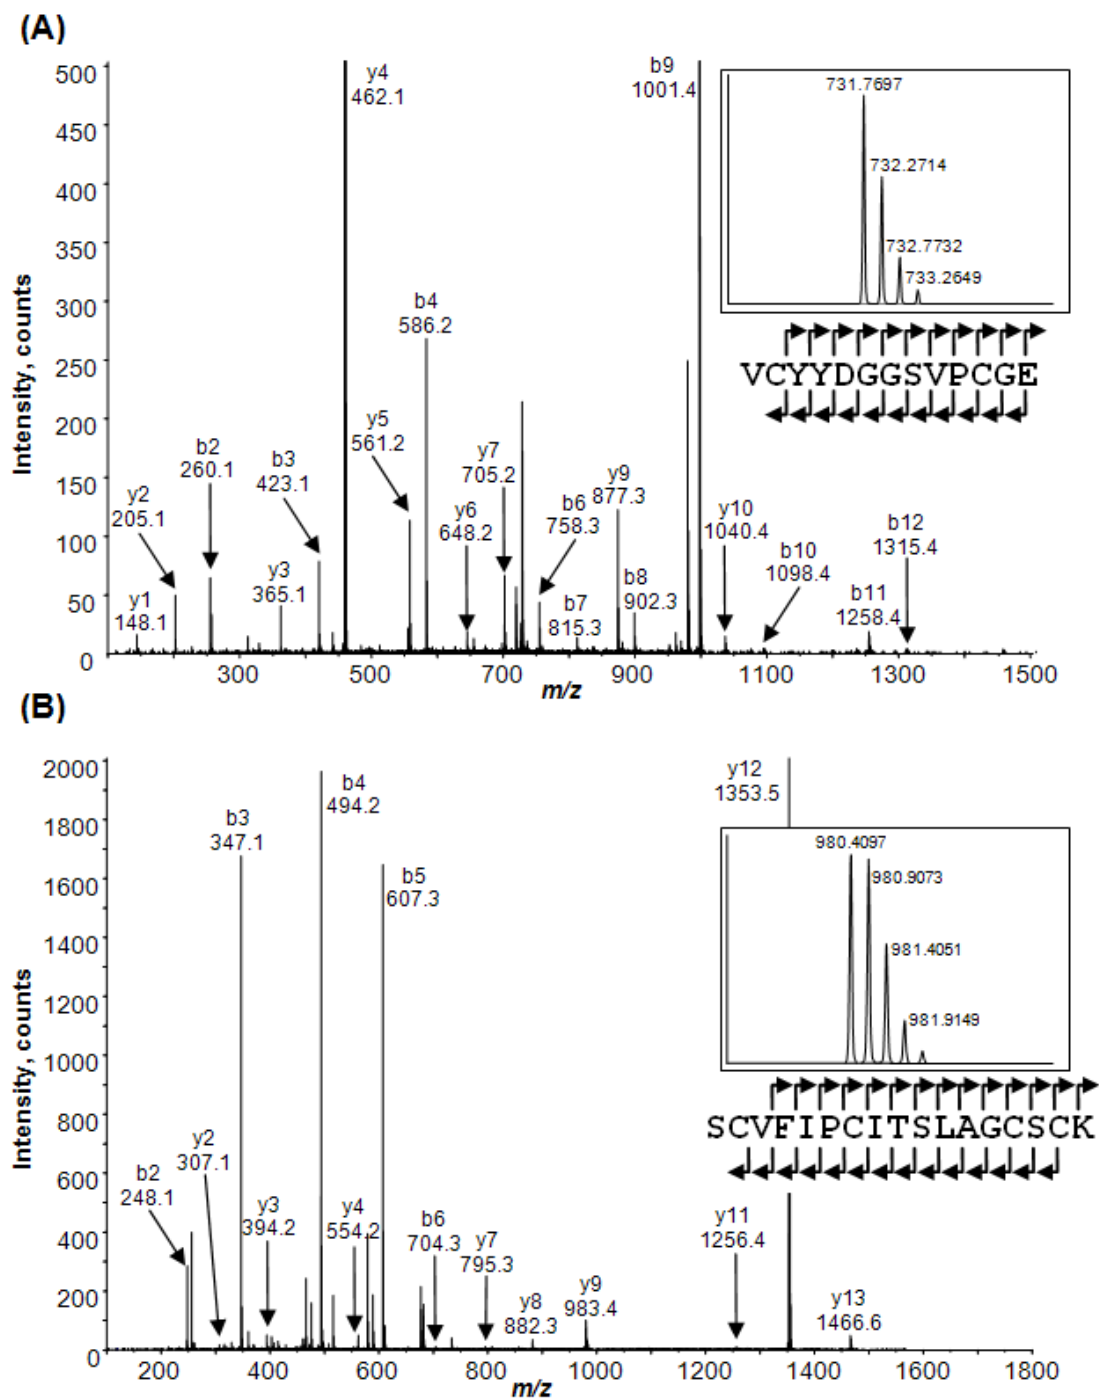 (A)
500
450
400
350
300
250
200
150
100
50
0
Intensity, counts
y4
462.1
b9
1001.4
731.7697
732.2714
732.7732
733.2649
VCYYDGGSVPCGE
b4
586.2
y5
561.2
y7
705.2
y9
877.3
b2
260.1
b3
423.1
y2
205.1
y6
648.2
b6
758.3
y10
1040.4
b12
1315.4
b10
1098.4
y3
365.1
y1
148.1
b7
815.3
b8
902.3
b11
1258.4
300
500
700
900
1100
1300
1500
m/z
(B)
2000
1800
1600
1400
1200
1000
800
600
400
200
0
Intensity, counts
b3
347.1
b4
494.2
b5
607.3
y12
1353.5
980.4097
980.9073
981.4051
981.9149
SCVFIPCITSLAGCSCK
b2
248.1
y2
307.1
y3
394.2
y4
554.2
b6
704.3
y7
795.3
y8
882.3
y9
983.4
y11
1256.4
y13
1466.6
200
400
600
800
1000
1200
1400
1600
1800
m/z